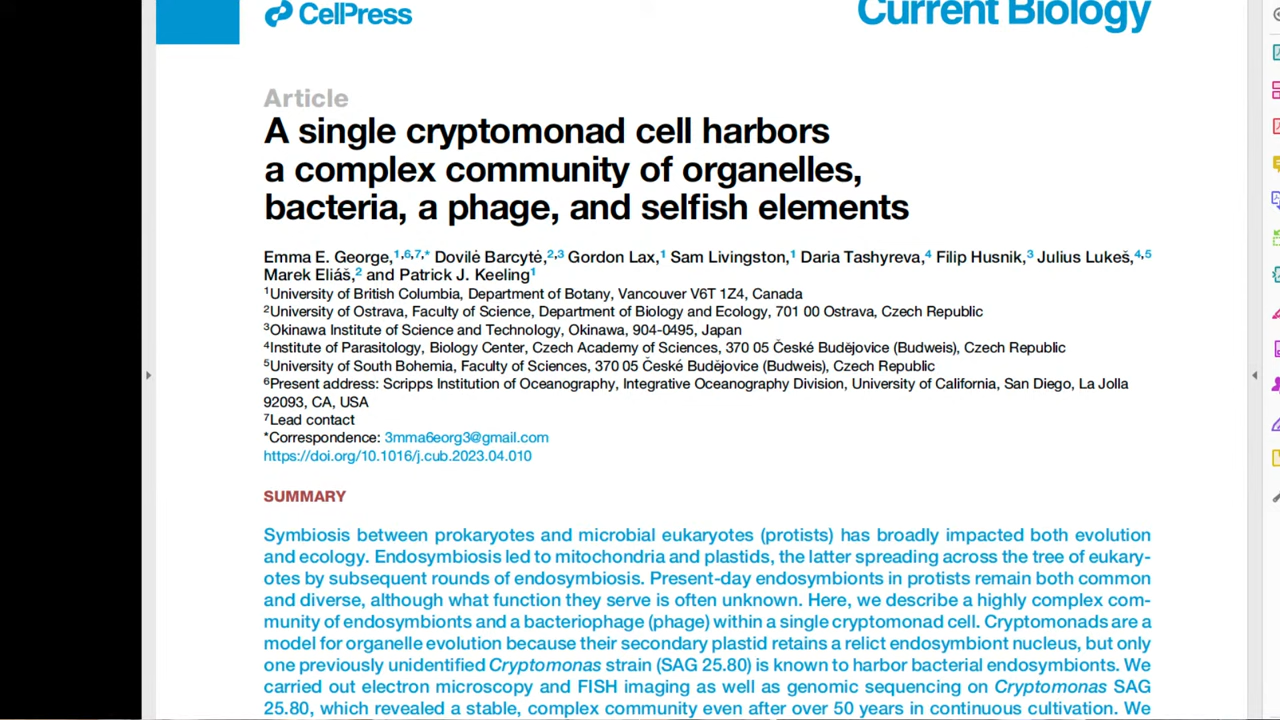 CellPress
Current Biology
Article
A single cryptomonad cell harbors
a complex community of organelles,
bacteria, a phage, and selfish elements
Emma E. George,1,6,7,* Dovilė Barcytė,2,3 Gordon Lax,1 Sam Livingston,1 Daria Tashyreva,4 Filip Husnik,3 Julius Lukeš,4,5
Marek Eliáš,2 and Patrick J. Keeling1
1University of British Columbia, Department of Botany, Vancouver V6T 1Z4, Canada
2University of Ostrava, Faculty of Science, Department of Biology and Ecology, 701 00 Ostrava, Czech Republic
3Okinawa Institute of Science and Technology, Okinawa, 904-0495, Japan
4Institute of Parasitology, Biology Center, Czech Academy of Sciences, 370 05 České Budějovice (Budweis), Czech Republic
5University of South Bohemia, Faculty of Sciences, 370 05 České Budějovice (Budweis), Czech Republic
6Present address: Scripps Institution of Oceanography, Integrative Oceanography Division, University of California, San Diego, La Jolla
92093, CA, USA
7Lead contact
*Correspondence: 3mma6eorg3@gmail.com
https://doi.org/10.1016/j.cub.2023.04.010
SUMMARY
Symbiosis between prokaryotes and microbial eukaryotes (protists) has broadly impacted both evolution
and ecology. Endosymbiosis led to mitochondria and plastids, the latter spreading across the tree of eukary-
otes by subsequent rounds of endosymbiosis. Present-day endosymbionts in protists remain both common
and diverse, although what function they serve is often unknown. Here, we describe a highly complex com-
munity of endosymbionts and a bacteriophage (phage) within a single cryptomonad cell. Cryptomonads are a
model for organelle evolution because their secondary plastid retains a relict endosymbiont nucleus, but only
one previously unidentified Cryptomonas strain (SAG 25.80) is known to harbor bacterial endosymbionts. We
carried out electron microscopy and FISH imaging as well as genomic sequencing on Cryptomonas SAG
25.80, which revealed a stable, complex community even after over 50 years in continuous cultivation. We